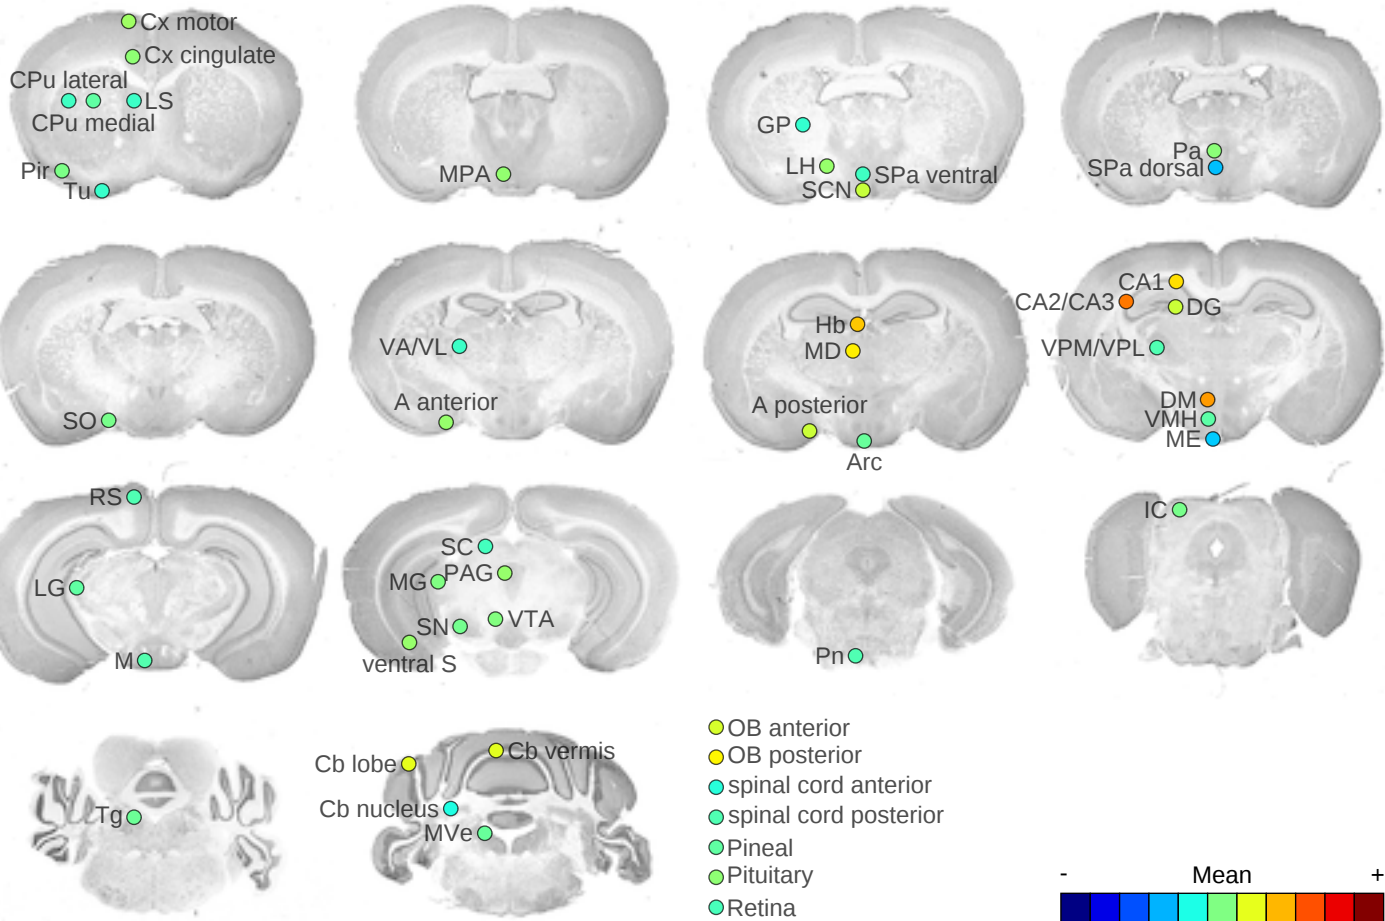 Cx motor
Cx cingulate
CPu lateral
LS
CPu medial
Pir
Tu
MPA
GP
LH
SPa ventral
SCN
Pa
SPa dorsal
SO
VA/VL
A anterior
Hb
MD
A posterior
Arc
CA1
CA2/CA3
DG
VPM/VPL
DM
VMH
ME
RS
LG
M
SC
MG
PAG
SN
VTA
ventral S
Pn
IC
Tg
Cb lobe
Cb vermis
Cb nucleus
MVe
OB anterior
OB posterior
spinal cord anterior
spinal cord posterior
Pineal
Pituitary
Retina
- Mean +